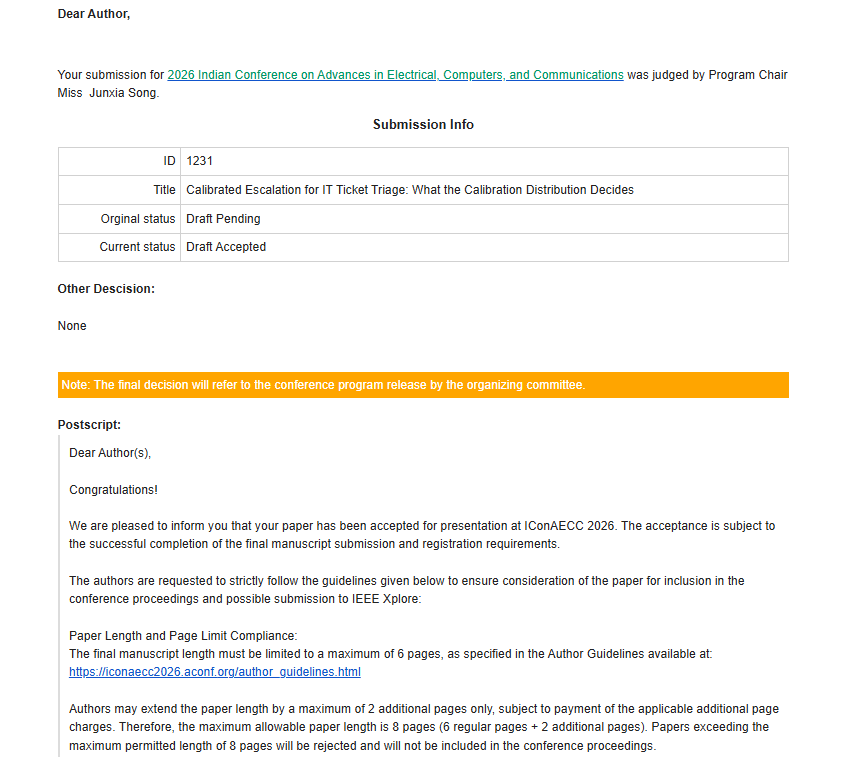 Dear Author,
Your submission for 2026 Indian Conference on Advances in Electrical, Computers, and Communications was judged by Program Chair
Miss  Junxia Song.
Submission Info
ID 1231
Title Calibrated Escalation for IT Ticket Triage: What the Calibration Distribution Decides
Orginal status Draft Pending
Current status Draft Accepted
Other Descision:
None
Note: The final decision will refer to the conference program release by the organizing committee.
Postscript:
Dear Author(s),
Congratulations!
We are pleased to inform you that your paper has been accepted for presentation at IConAECC 2026. The acceptance is subject to
the successful completion of the final manuscript submission and registration requirements.
The authors are requested to strictly follow the guidelines given below to ensure consideration of the paper for inclusion in the
conference proceedings and possible submission to IEEE Xplore:
Paper Length and Page Limit Compliance:
The final manuscript length must be limited to a maximum of 6 pages, as specified in the Author Guidelines available at:
https://iconaecc2026.aconf.org/author_guidelines.html
Authors may extend the paper length by a maximum of 2 additional pages only, subject to payment of the applicable additional page
charges. Therefore, the maximum allowable paper length is 8 pages (6 regular pages + 2 additional pages). Papers exceeding the
maximum permitted length of 8 pages will be rejected and will not be included in the conference proceedings.